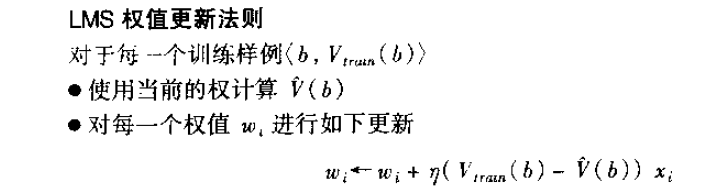 LMS 权值更新法则
对于每一个训练样例〈b, V_train(b)〉
● 使用当前的权计算 V̂(b)
● 对每一个权值 w_i 进行如下更新
w_i ← w_i + η(V_train(b) - V̂(b)) x_i